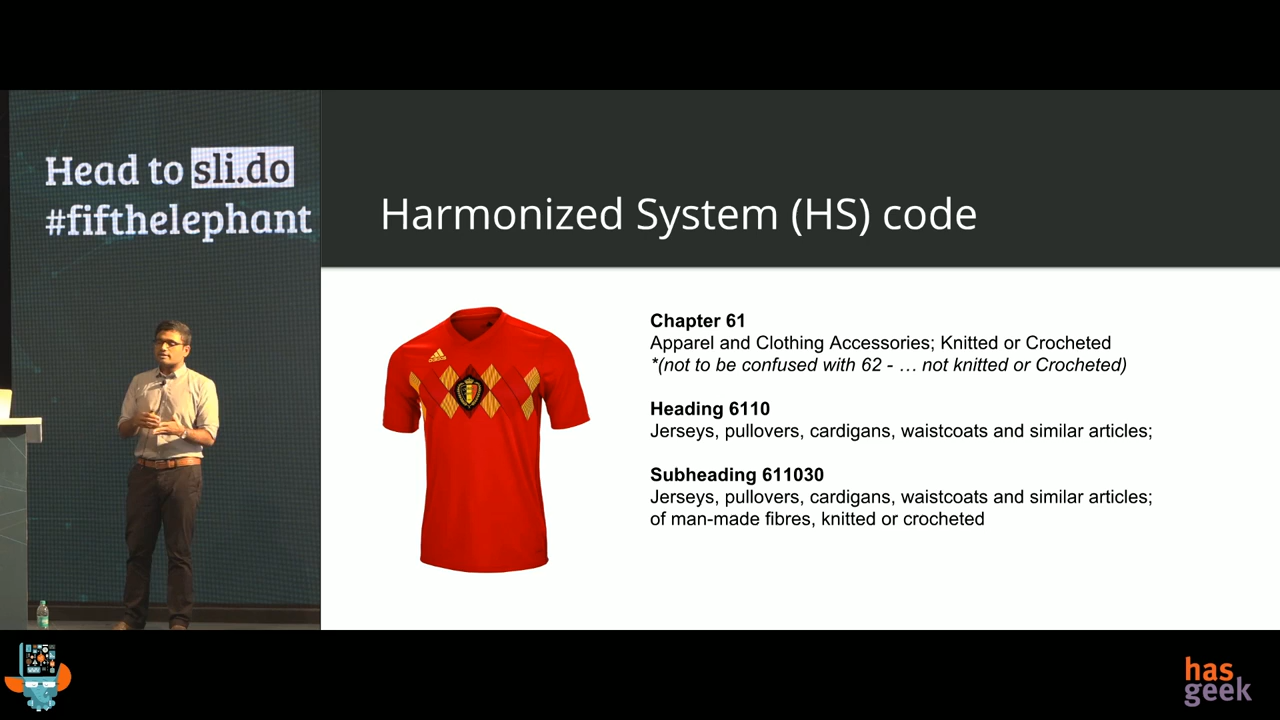 Head to sli.do
#fifthelephant
Harmonized System (HS) code
adidas
Chapter 61
Apparel and Clothing Accessories; Knitted or Crocheted
*(not to be confused with 62 - … not knitted or Crocheted)
Heading 6110
Jerseys, pullovers, cardigans, waistcoats and similar articles;
Subheading 611030
Jerseys, pullovers, cardigans, waistcoats and similar articles;
of man-made fibres, knitted or crocheted
has
geek